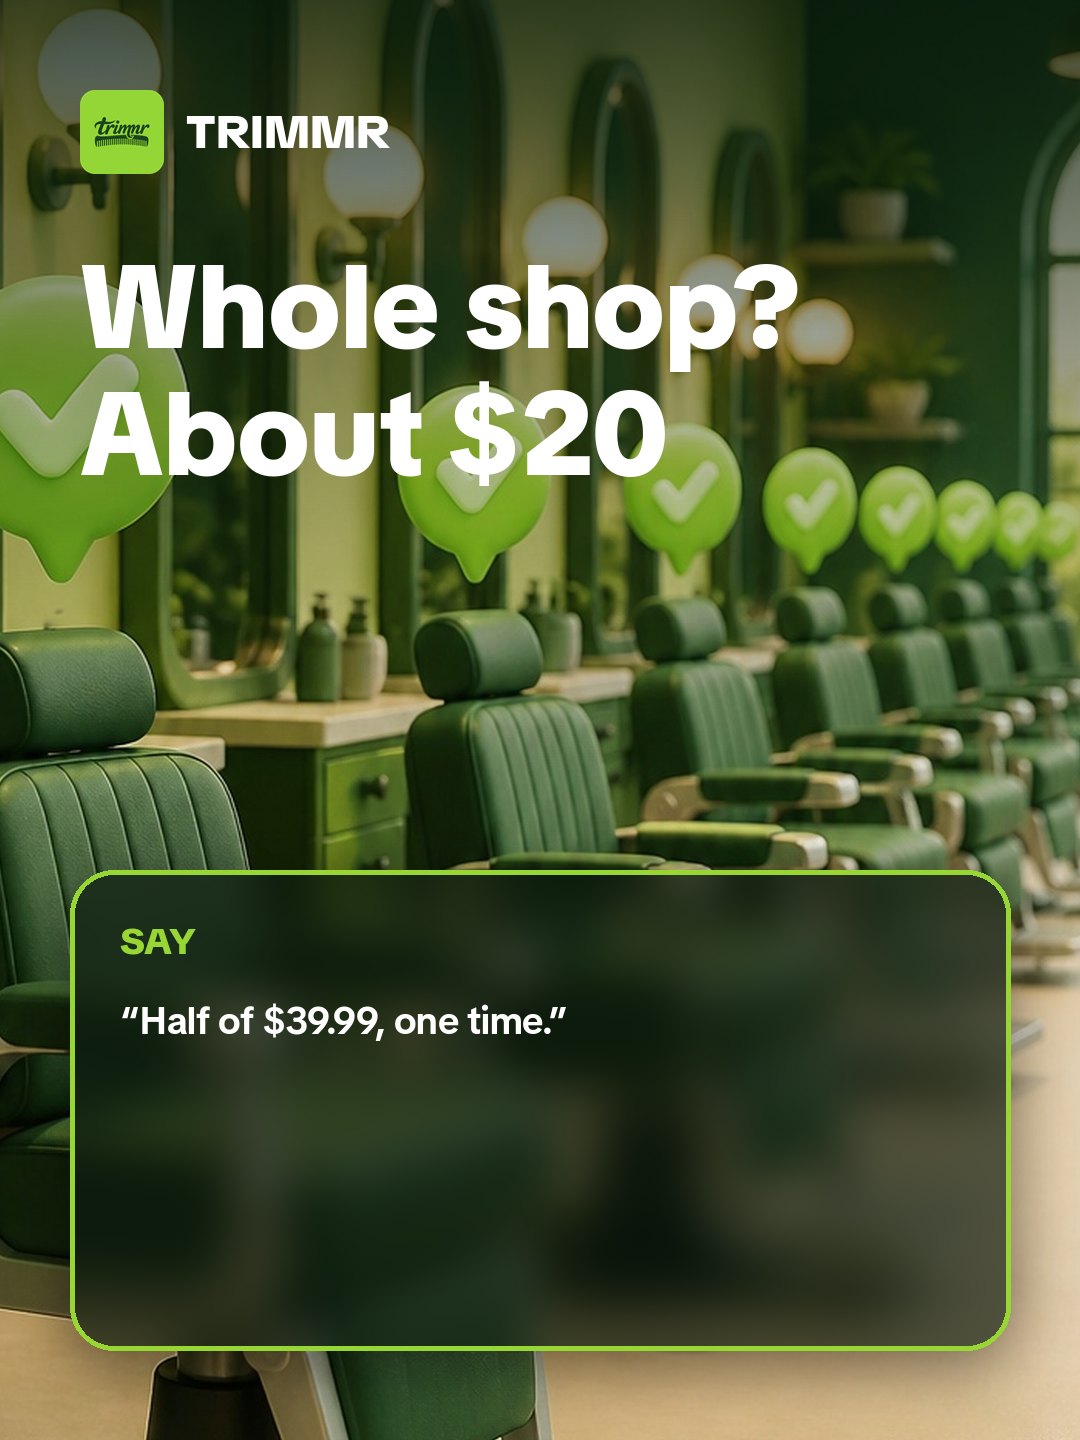 trimmr
TRIMMR
Whole shop?
About $20
SAY
“Half of $39.99, one time.”